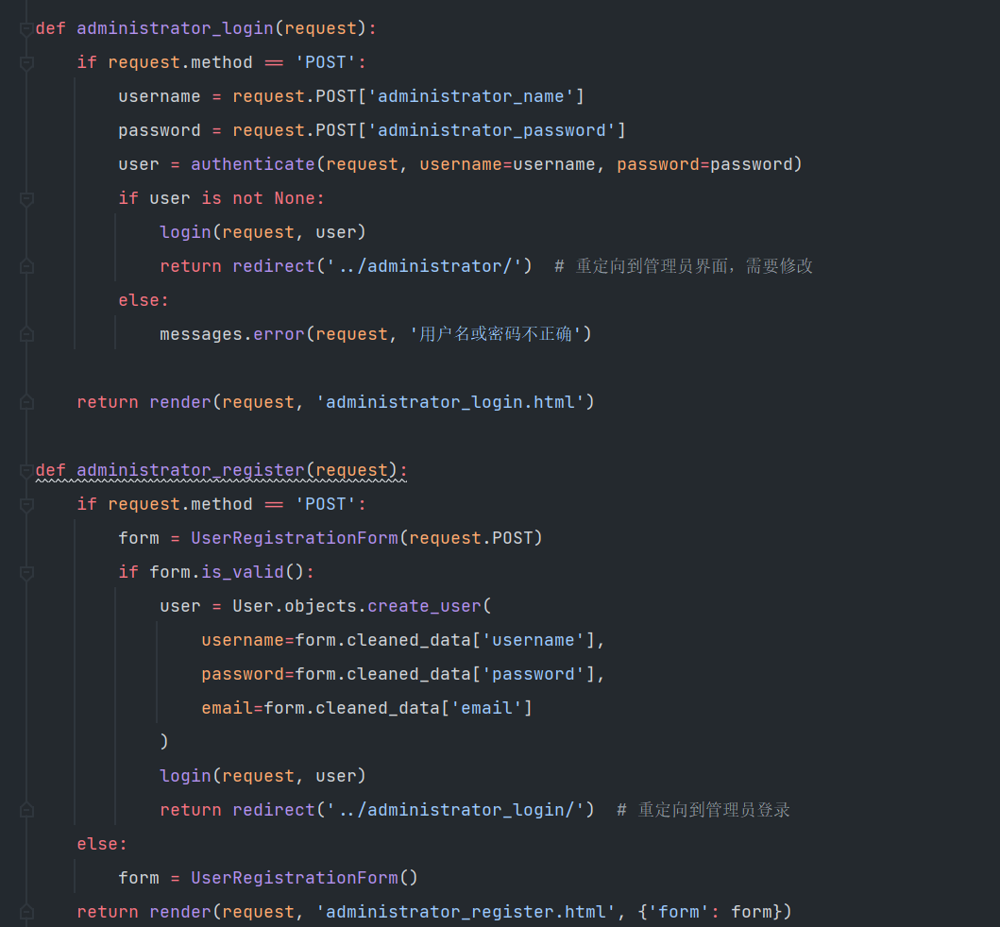 def administrator_login(request):
    if request.method == 'POST':
        username = request.POST['administrator_name']
        password = request.POST['administrator_password']
        user = authenticate(request, username=username, password=password)
        if user is not None:
            login(request, user)
            return redirect('../administrator/')  # 重定向到管理员界面，需要修改
        else:
            messages.error(request, '用户名或密码不正确')
    return render(request, 'administrator_login.html')
def administrator_register(request):
    if request.method == 'POST':
        form = UserRegistrationForm(request.POST)
        if form.is_valid():
            user = User.objects.create_user(
                username=form.cleaned_data['username'],
                password=form.cleaned_data['password'],
                email=form.cleaned_data['email']
            )
            login(request, user)
            return redirect('../administrator_login/')  # 重定向到管理员登录
    else:
        form = UserRegistrationForm()
    return render(request, 'administrator_register.html', {'form': form})